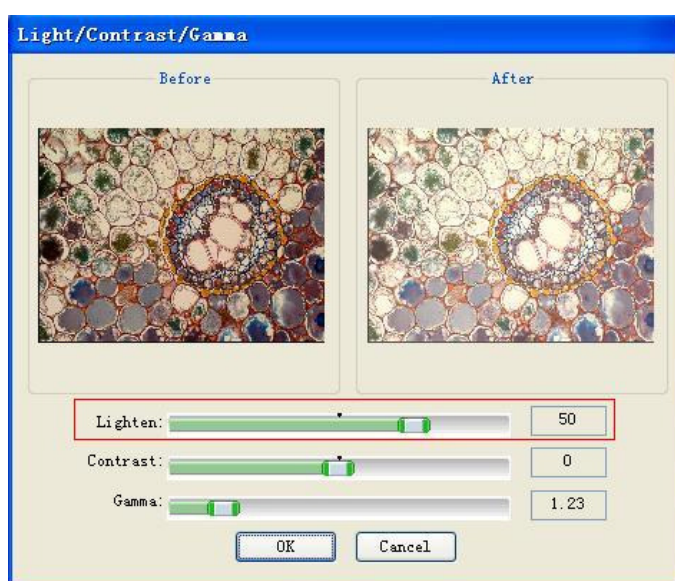 Light/Contrast/Gamma
Before
After
Lighten:
50
Contrast:
0
Gamma:
1.23
OK
Cancel